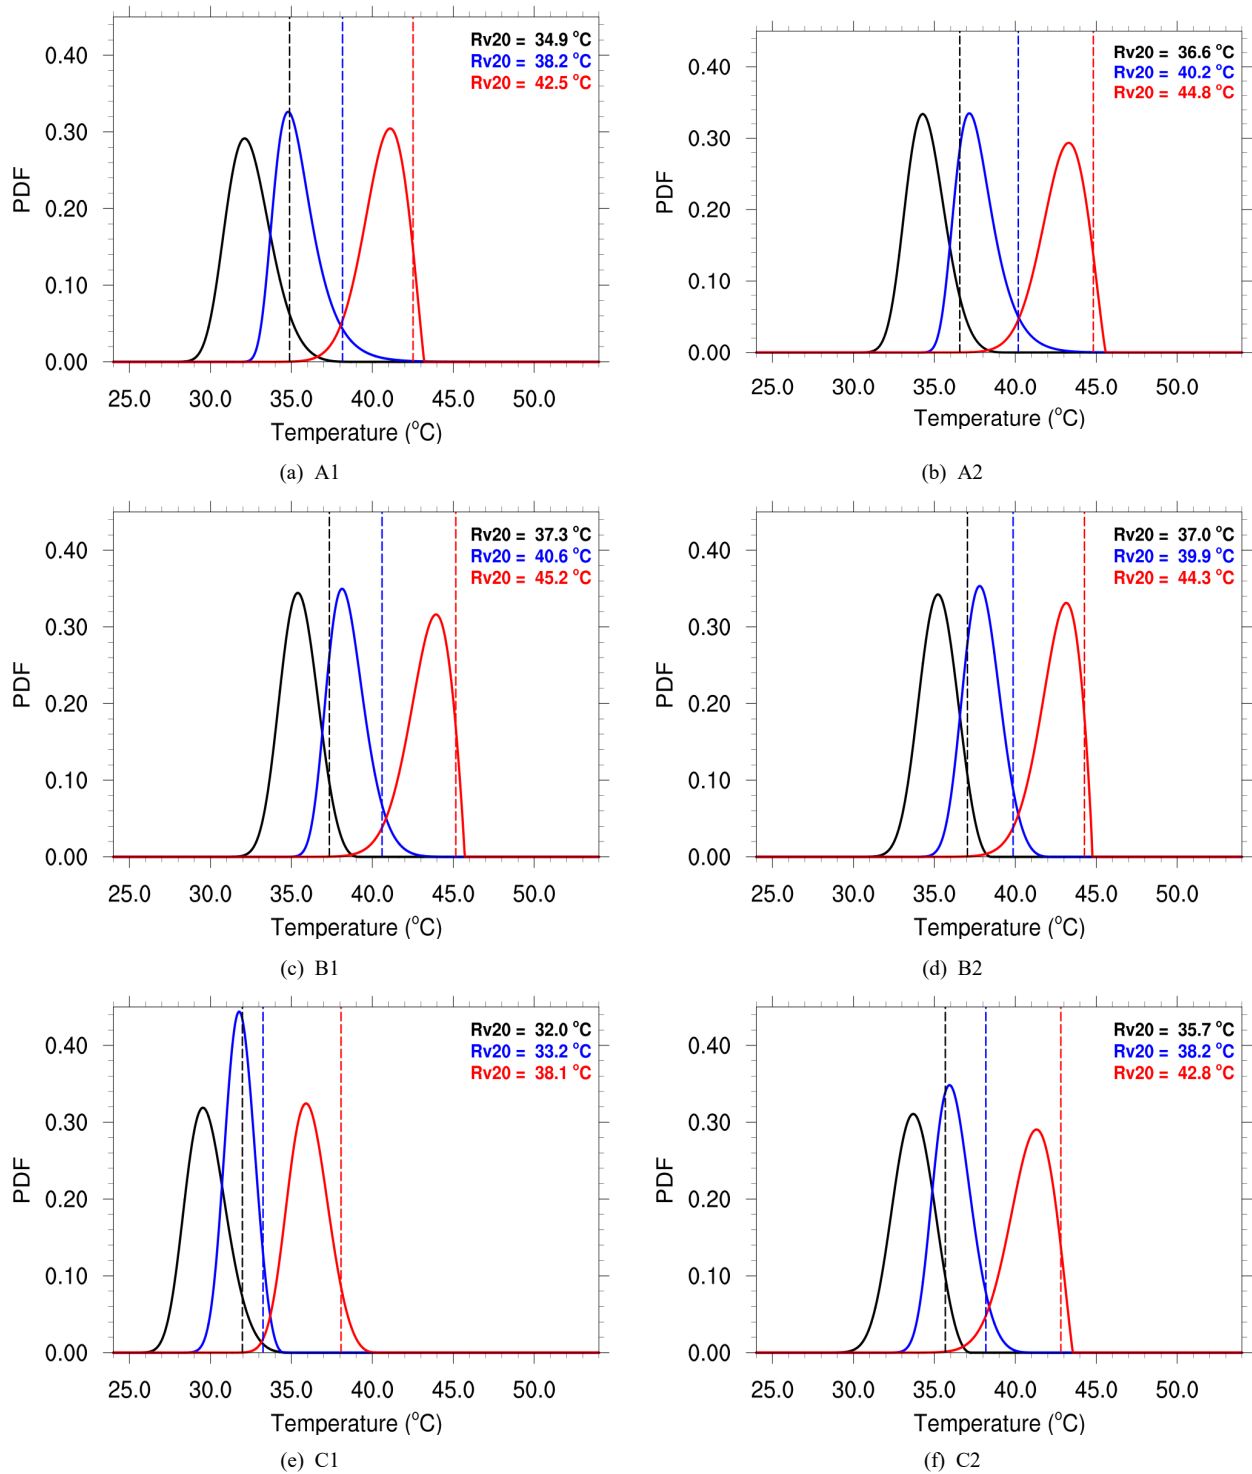 Rv20 = 34.9 °C
Rv20 = 38.2 °C
Rv20 = 42.5 °C
PDF
0.40
0.30
0.20
0.10
0.00
25.0 30.0 35.0 40.0 45.0 50.0
Temperature (°C)
(a) A1
Rv20 = 36.6 °C
Rv20 = 40.2 °C
Rv20 = 44.8 °C
PDF
0.40
0.30
0.20
0.10
0.00
25.0 30.0 35.0 40.0 45.0 50.0
Temperature (°C)
(b) A2
Rv20 = 37.3 °C
Rv20 = 40.6 °C
Rv20 = 45.2 °C
PDF
0.40
0.30
0.20
0.10
0.00
25.0 30.0 35.0 40.0 45.0 50.0
Temperature (°C)
(c) B1
Rv20 = 37.0 °C
Rv20 = 39.9 °C
Rv20 = 44.3 °C
PDF
0.40
0.30
0.20
0.10
0.00
25.0 30.0 35.0 40.0 45.0 50.0
Temperature (°C)
(d) B2
Rv20 = 32.0 °C
Rv20 = 33.2 °C
Rv20 = 38.1 °C
PDF
0.40
0.30
0.20
0.10
0.00
25.0 30.0 35.0 40.0 45.0 50.0
Temperature (°C)
(e) C1
Rv20 = 35.7 °C
Rv20 = 38.2 °C
Rv20 = 42.8 °C
PDF
0.40
0.30
0.20
0.10
0.00
25.0 30.0 35.0 40.0 45.0 50.0
Temperature (°C)
(f) C2